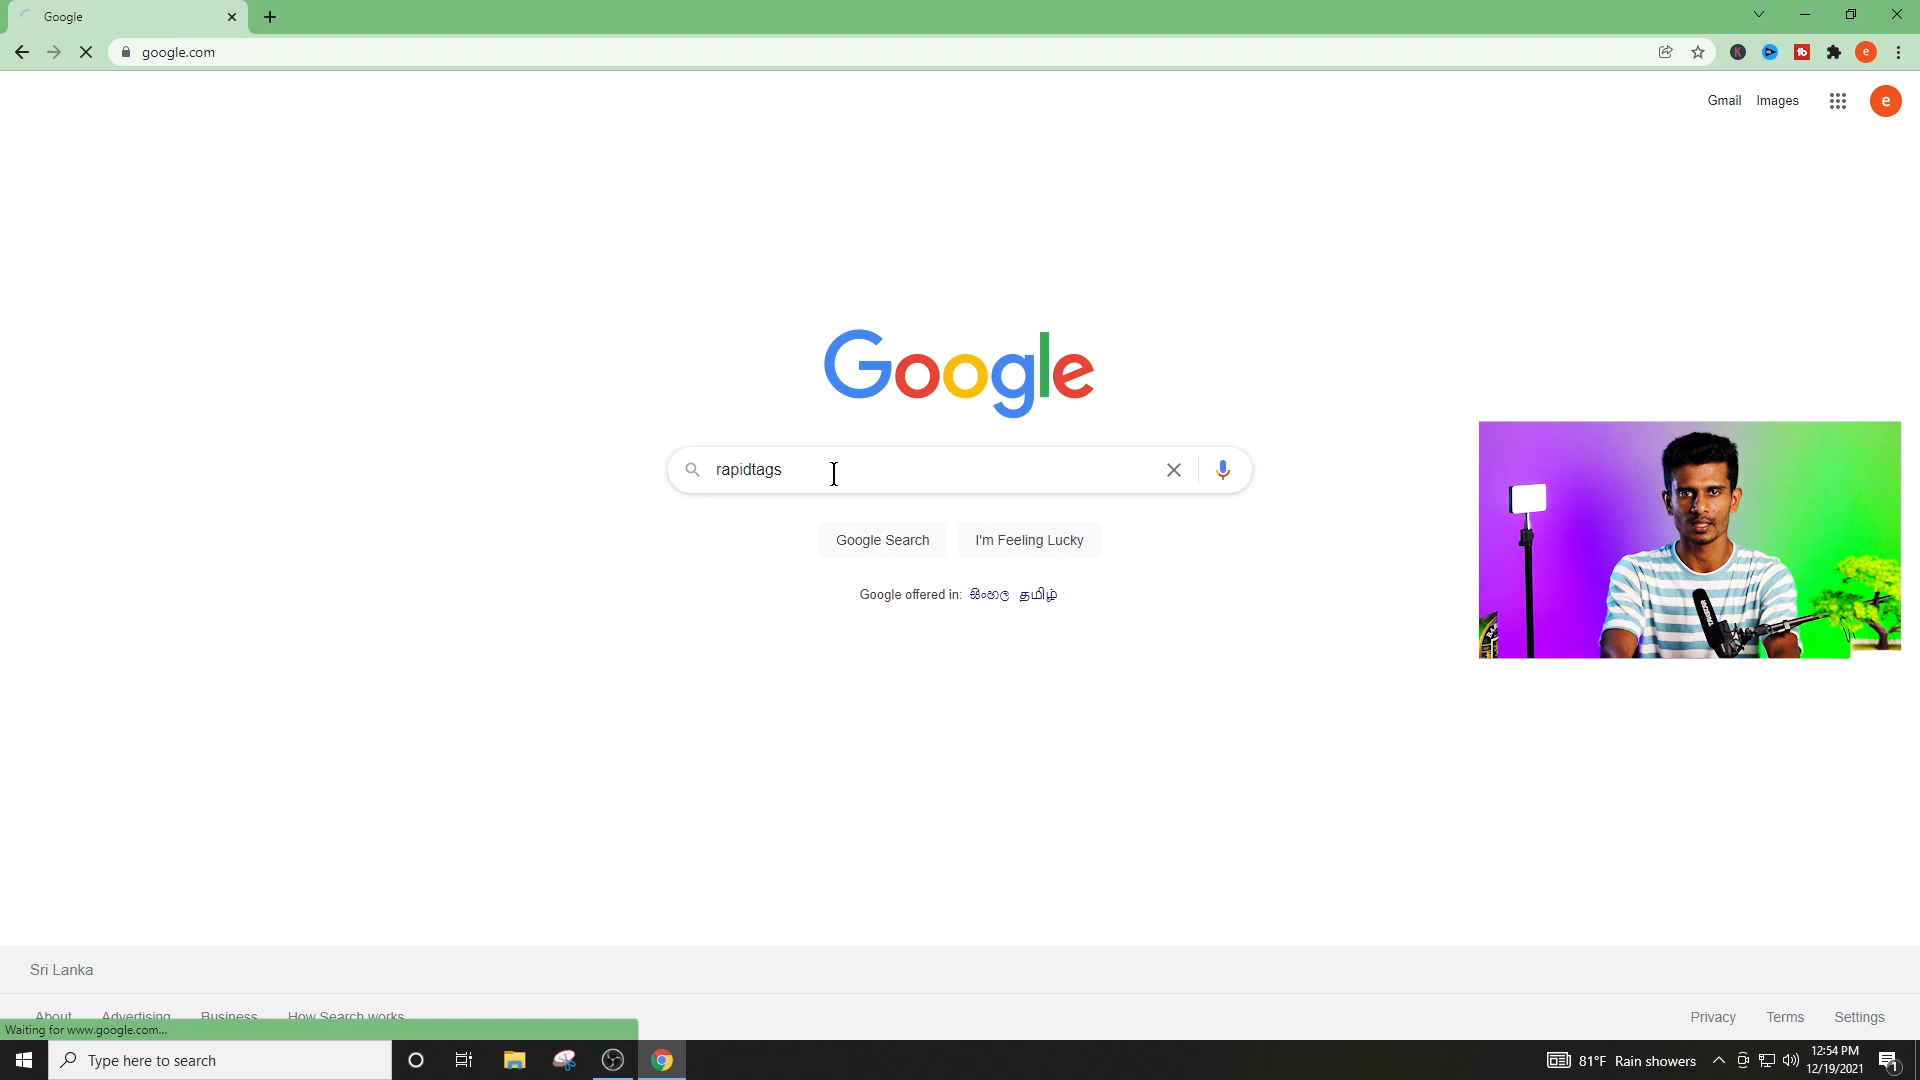 Google
google.com
e
Gmail Images
e
Google
rapidtags
Google Search I'm Feeling Lucky
Google offered in: සිංහල தமிழ்
Sri Lanka
About Advertising Business How Search works
Privacy Terms Settings
Waiting for www.google.com...
Type here to search
81°F Rain showers
12:54 PM
12/19/2021
1